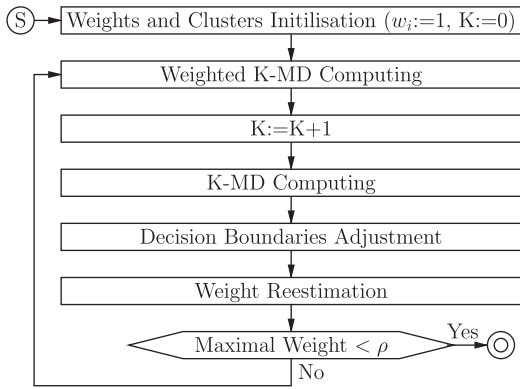 S
Weights and Clusters Initilisation (wᵢ:=1, K:=0)
Weighted K-MD Computing
K:=K+1
K-MD Computing
Decision Boundaries Adjustment
Weight Reestimation
Maximal Weight < ρ
Yes
No